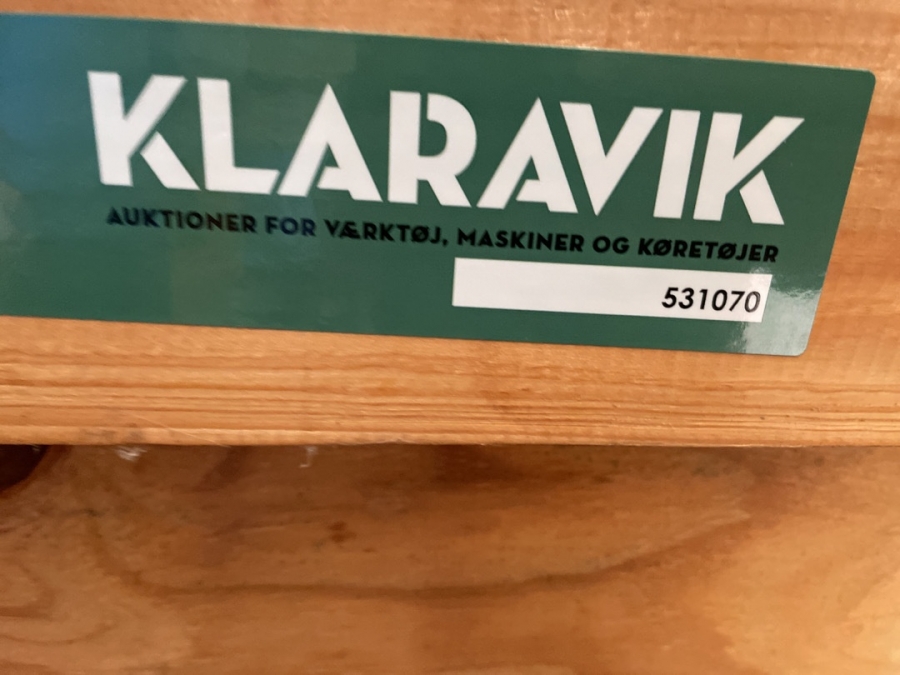 KLARAVIK
AUKTIONER FOR VÆRKTØJ, MASKINER OG KØRETØJER
531070